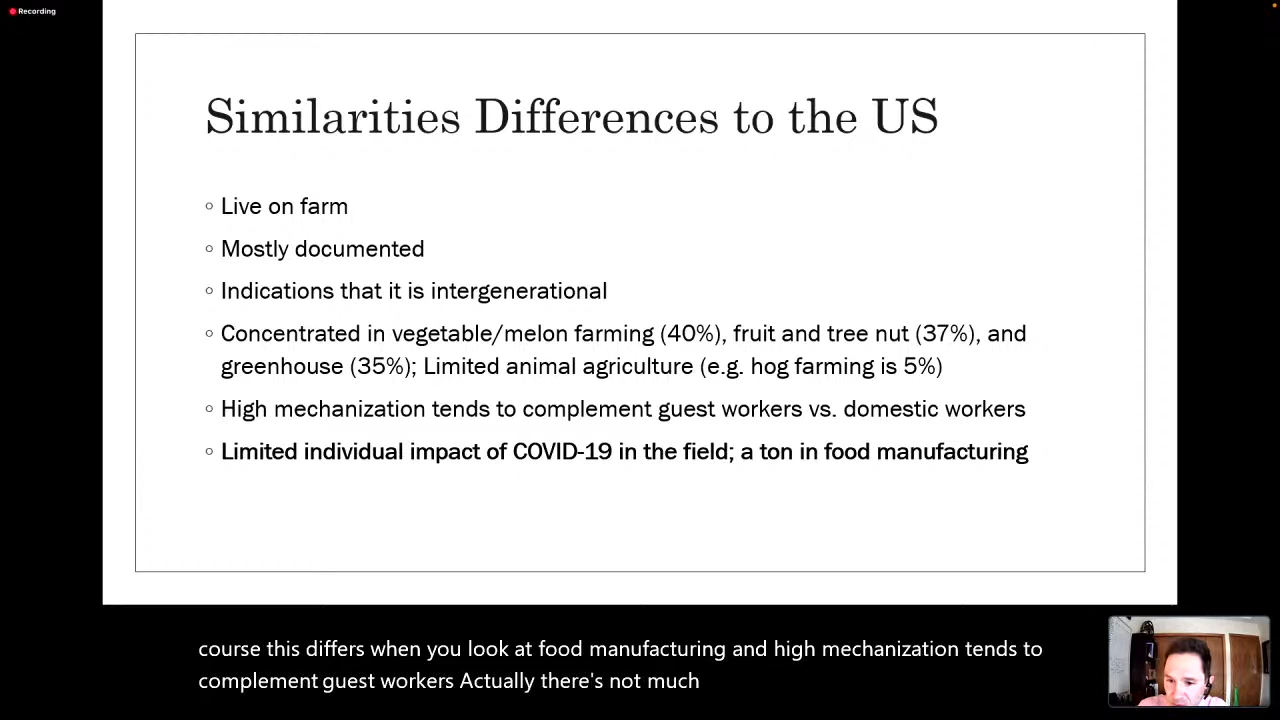 Recording
Similarities Differences to the US
Live on farm
Mostly documented
Indications that it is intergenerational
Concentrated in vegetable/melon farming (40%), fruit and tree nut (37%), and
greenhouse (35%); Limited animal agriculture (e.g. hog farming is 5%)
High mechanization tends to complement guest workers vs. domestic workers
Limited individual impact of COVID-19 in the field; a ton in food manufacturing
course this differs when you look at food manufacturing and high mechanization tends to
complement guest workers Actually there's not much